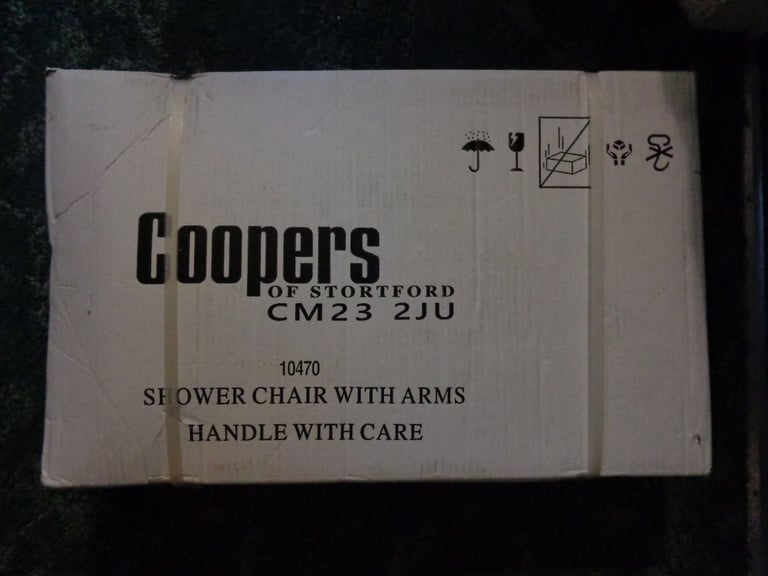 Coopers
OF STORTFORD
CM23 2JU
10470
SHOWER CHAIR WITH ARMS
HANDLE WITH CARE